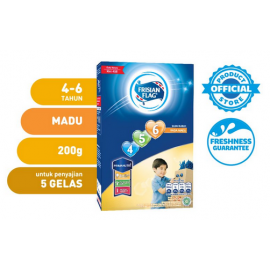 4-6
TAHUN
MADU
200g
untuk penyajian
5 GELAS
FRISIAN
FLAG
4
5
6
PRODUCT
OFFICIAL
STORE
FRESHNESS
GUARANTEE